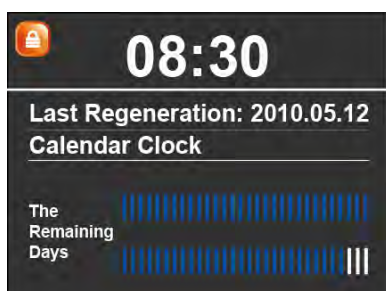 08:30
Last Regeneration: 2010.05.12
Calendar Clock
The
Remaining
Days